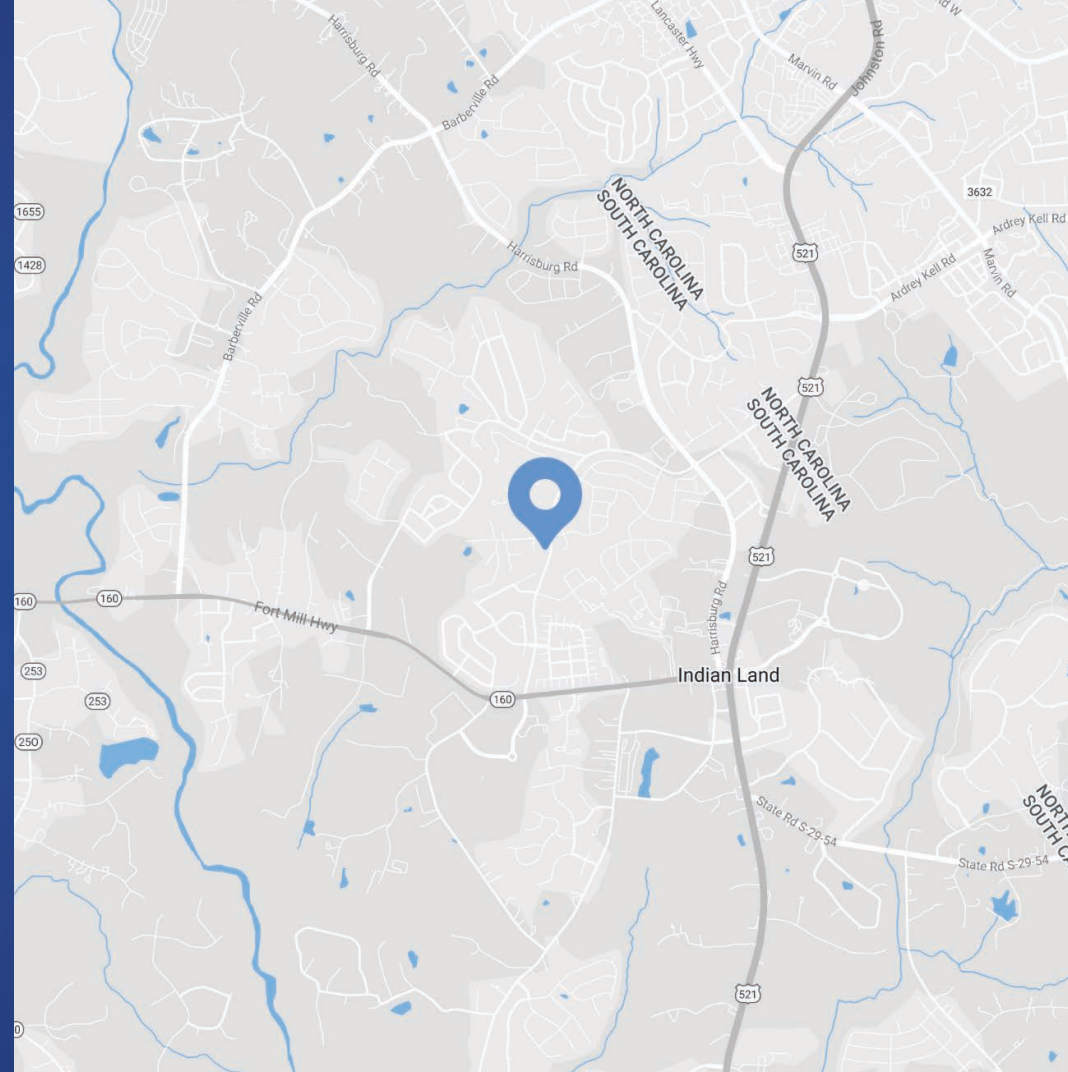 Harrisburg Rd
Lancaster Hwy
Johnston Rd
Marvin Rd
Barberville Rd
3632
1655
NORTH CAROLINA
SOUTH CAROLINA
Ardrey Kell Rd
Harrisburg Rd
521
Marvin Rd
1428
Ardrey Kell Rd
Barberville Rd
521
NORTH CAROLINA
SOUTH CAROLINA
521
160
160
Fort Mill Hwy
Harrisburg Rd
253
Indian Land
253
160
250
State Rd S-29-54
State Rd S-29-54
521